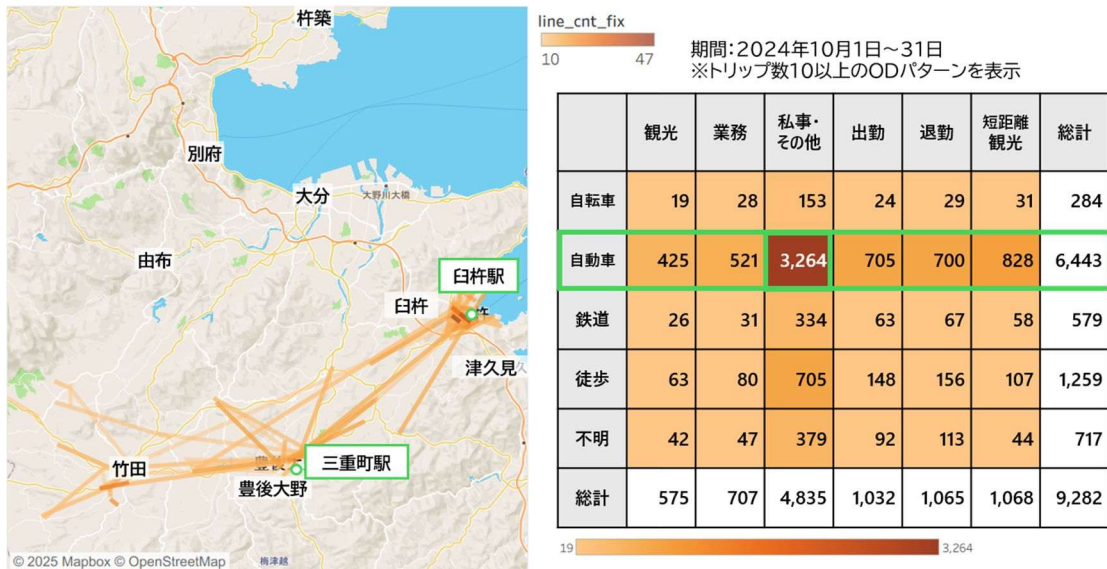 杵築
別府
大分
大野川大橋
由布
臼杵駅
臼杵
津久見
竹田
三重町駅
豊後大野
梅津越
© 2025 Mapbox © OpenStreetMap
line_cnt_fix
10 47
期間:2024年10月1日~31日
※トリップ数10以上のODパターンを表示
観光 業務 私事・その他 出勤 退勤 短距離観光 総計
自転車 19 28 153 24 29 31 284
自動車 425 521 3,264 705 700 828 6,443
鉄道 26 31 334 63 67 58 579
徒歩 63 80 705 148 156 107 1,259
不明 42 47 379 92 113 44 717
総計 575 707 4,835 1,032 1,065 1,068 9,282
19 3,264